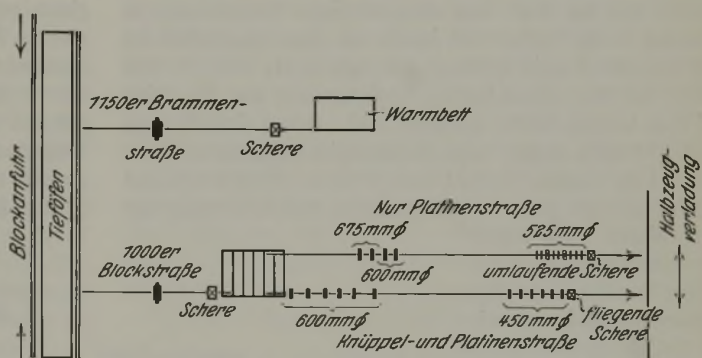 Blockanfuhr
Tieföfen
1150er Brammen-
straße
Schere
Warmbett
Nur Platinenstraße
675mmϕ
600mmϕ
525mmϕ
umlaufende Schere
1000er
Blockstraße
Schere
600mmϕ
450mmϕ
fliegende
Schere
Knüppel- und Platinenstraße
Halbzeug-
verladung